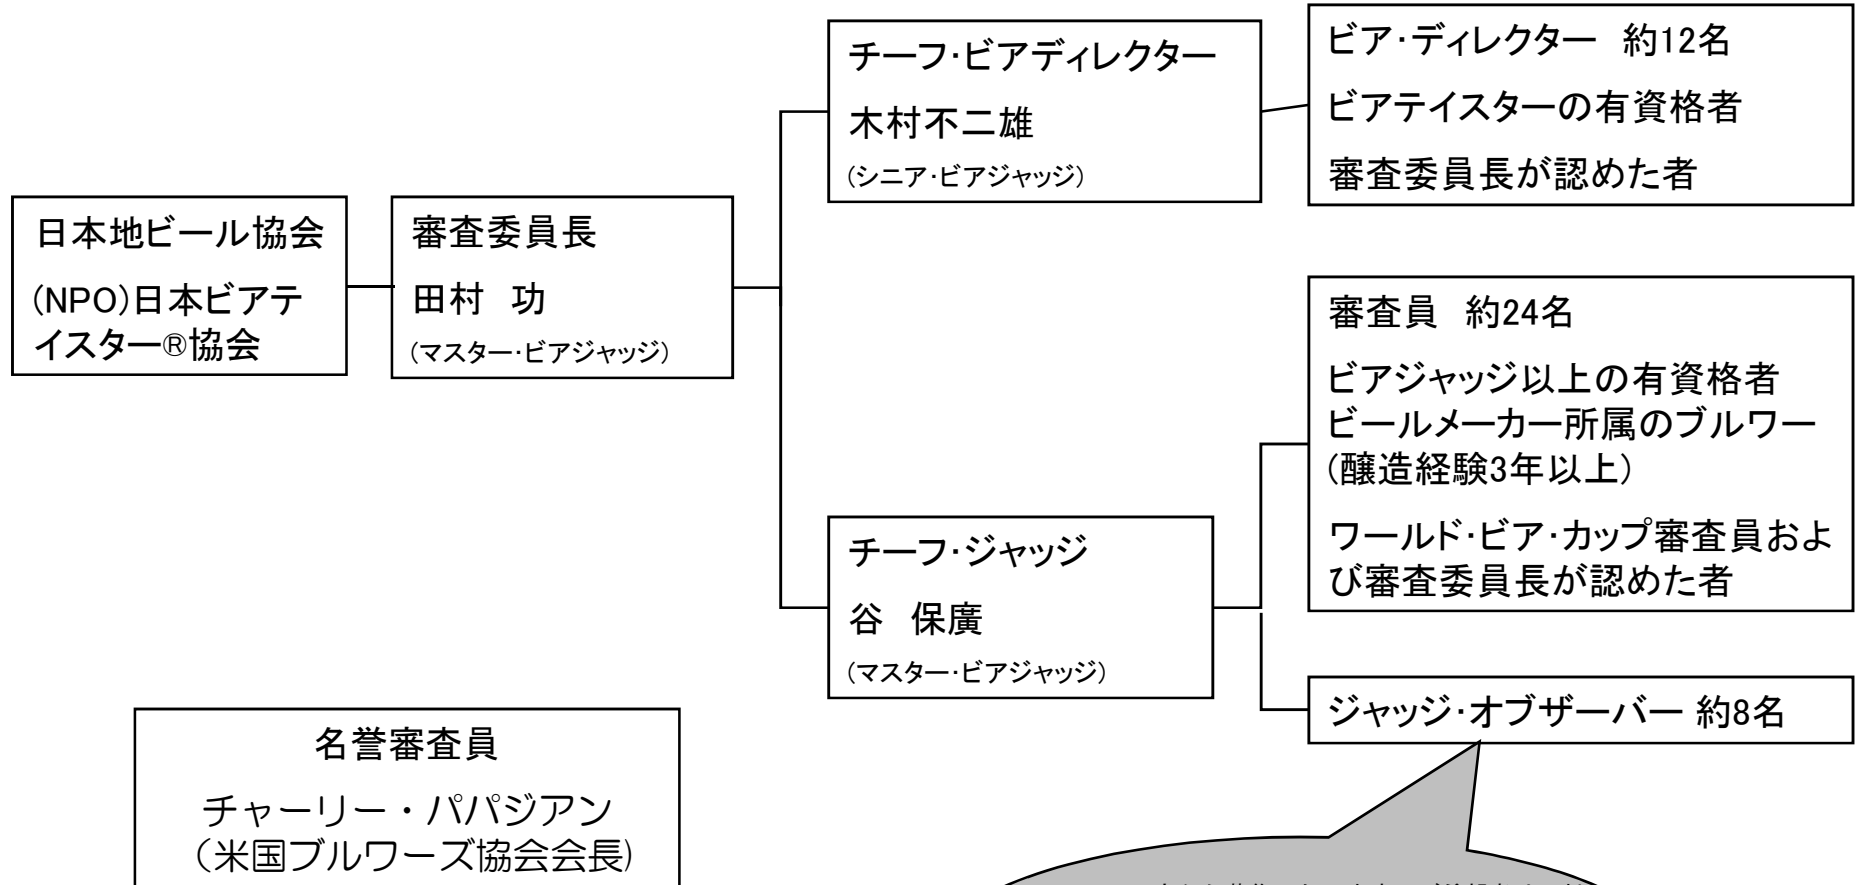 日本地ビール協会
(NPO)日本ビアテ
イスター®協会
審査委員長
田村　功
(マスター・ビアジャッジ)
チーフ・ビアディレクター
木村不二雄
(シニア・ビアジャッジ)
ビア・ディレクター　約12名
ビアテイスターの有資格者
審査委員長が認めた者
チーフ・ジャッジ
谷　保廣
(マスター・ビアジャッジ)
審査員　約24名
ビアジャッジ以上の有資格者
ビールメーカー所属のブルワー
(醸造経験3年以上)
ワールド・ビア・カップ審査員およ
び審査委員長が認めた者
ジャッジ・オブザーバー 約8名
名誉審査員
チャーリー・パパジアン
（米国ブルワーズ協会会長）